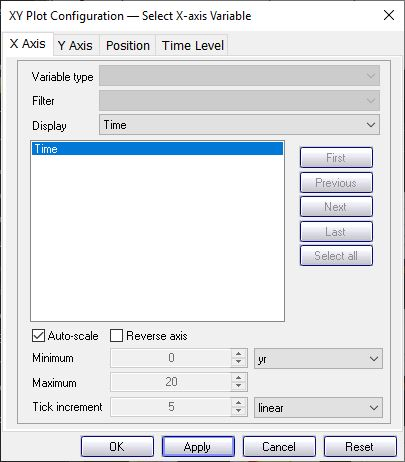 XY Plot Configuration — Select X-axis Variable
X Axis Y Axis Position Time Level
Variable type
Filter
Display Time
Time
First
Previous
Next
Last
Select all
Auto-scale Reverse axis
Minimum 0 yr
Maximum 20
Tick increment 5 linear
OK Apply Cancel Reset